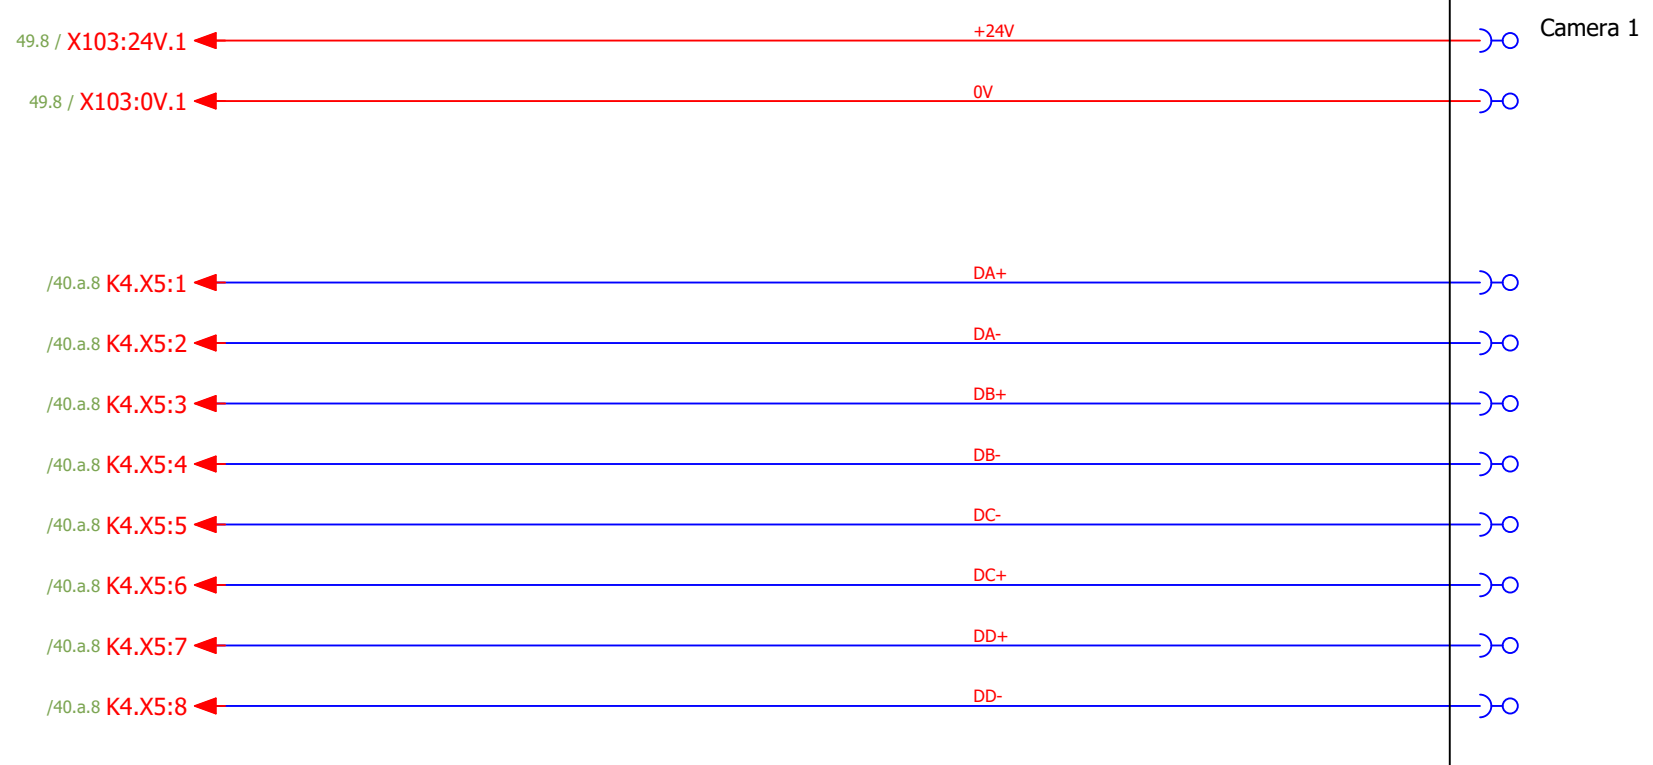 Camera 1
49.8 / X103:24V.1 +24V
49.8 / X103:0V.1 0V
/40.a.8 K4.X5:1 DA+
/40.a.8 K4.X5:2 DA-
/40.a.8 K4.X5:3 DB+
/40.a.8 K4.X5:4 DB-
/40.a.8 K4.X5:5 DC-
/40.a.8 K4.X5:6 DC+
/40.a.8 K4.X5:7 DD+
/40.a.8 K4.X5:8 DD-